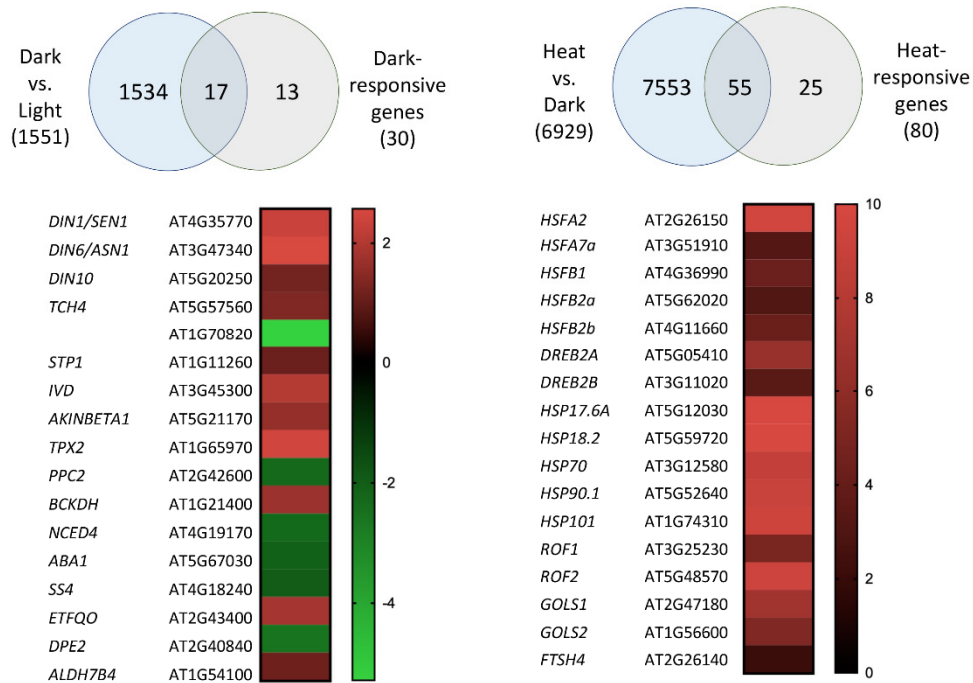 Dark
vs.
Light
(1551)
1534
17
13
Dark-
responsive
genes
(30)
Heat
vs.
Dark
(6929)
7553
55
25
Heat-
responsive
genes
(80)
DIN1/SEN1 AT4G35770
DIN6/ASN1 AT3G47340
DIN10 AT5G20250
TCH4 AT5G57560
AT1G70820
STP1 AT1G11260
IVD AT3G45300
AKINBETA1 AT5G21170
TPX2 AT1G65970
PPC2 AT2G42600
BCKDH AT1G21400
NCED4 AT4G19170
ABA1 AT5G67030
SS4 AT4G18240
ETFQO AT2G43400
DPE2 AT2G40840
ALDH7B4 AT1G54100
2
0
-2
-4
HSFA2 AT2G26150
HSFA7a AT3G51910
HSFB1 AT4G36990
HSFB2a AT5G62020
HSFB2b AT4G11660
DREB2A AT5G05410
DREB2B AT3G11020
HSP17.6A AT5G12030
HSP18.2 AT5G59720
HSP70 AT3G12580
HSP90.1 AT5G52640
HSP101 AT1G74310
ROF1 AT3G25230
ROF2 AT5G48570
GOLS1 AT2G47180
GOLS2 AT1G56600
FTSH4 AT2G26140
10
8
6
4
2
0